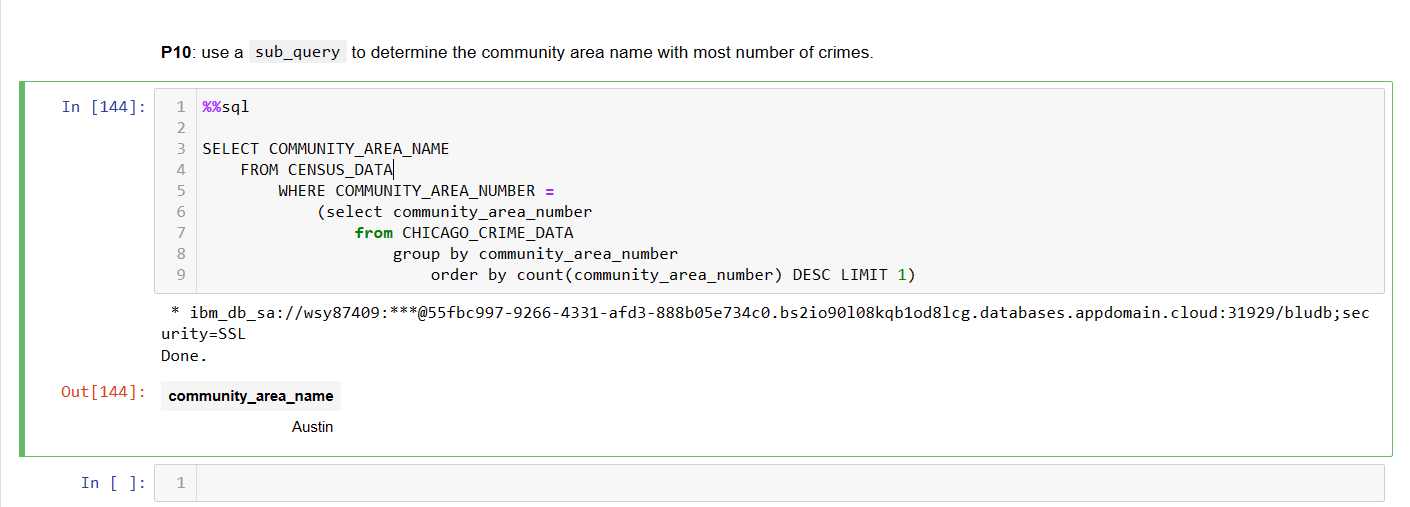 P10: use a sub_query to determine the community area name with most number of crimes.
In [144]:
1 %%sql
2
3 SELECT COMMUNITY_AREA_NAME
4 FROM CENSUS_DATA
5 WHERE COMMUNITY_AREA_NUMBER =
6 (select community_area_number
7 from CHICAGO_CRIME_DATA
8 group by community_area_number
9 order by count(community_area_number) DESC LIMIT 1)
* ibm_db_sa://wsy87409:***@55fbc997-9266-4331-afd3-888b05e734c0.bs2io90l08kqb1od8lcg.databases.appdomain.cloud:31929/bludb;sec
urity=SSL
Done.
Out[144]:
community_area_name
Austin
In [ ]:
1